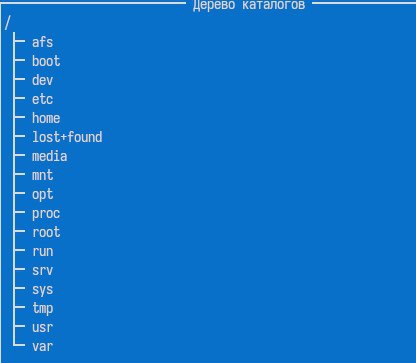 Дерево каталогов
/
afs
boot
dev
etc
home
lost+found
media
mnt
opt
proc
root
run
srv
sys
tmp
usr
var